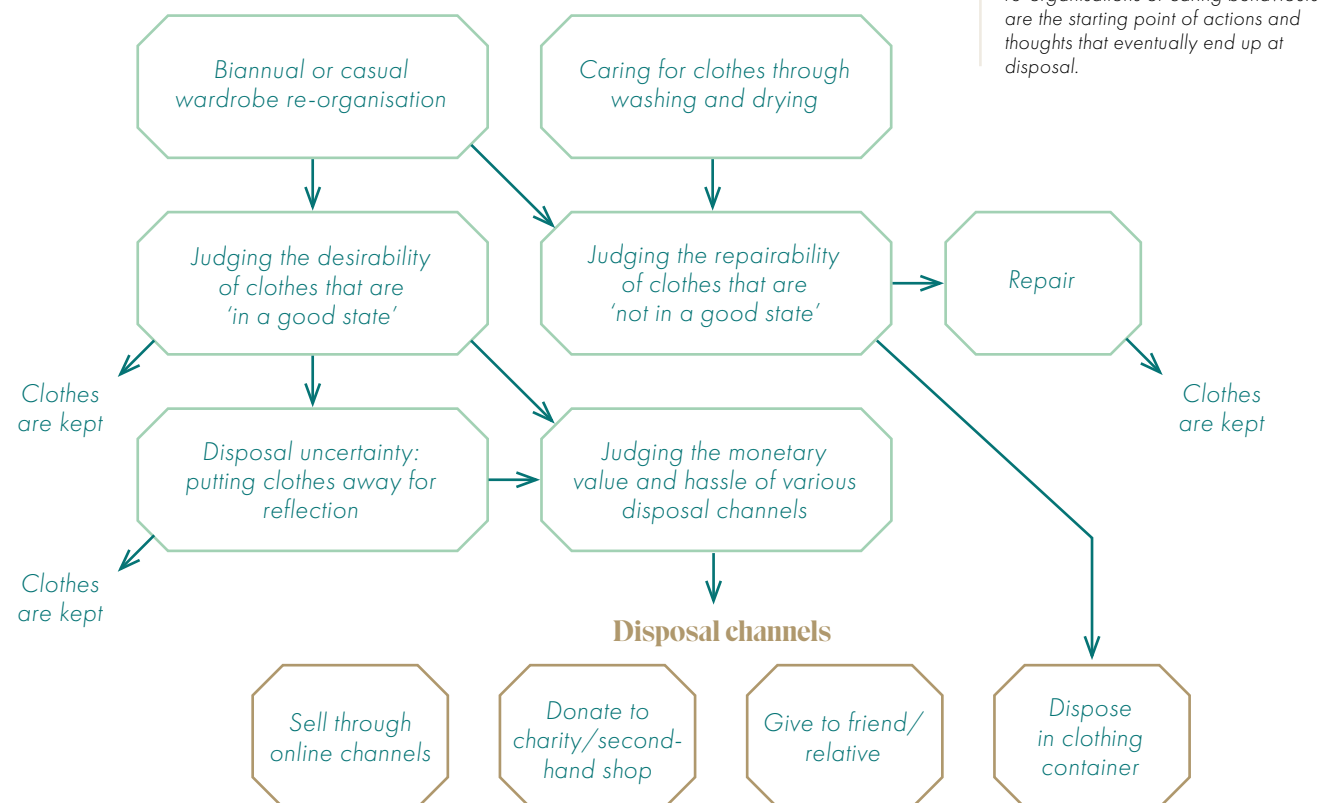 are the starting point of actions and
thoughts that eventually end up at
disposal.
Biannual or casual
wardrobe re-organisation
Caring for clothes through
washing and drying
Judging the desirability
of clothes that are
‘in a good state’
Judging the repairability
of clothes that are
‘not in a good state’
Repair
Clothes
are kept
Clothes
are kept
Disposal uncertainty:
putting clothes away for
reflection
Judging the monetary
value and hassle of various
disposal channels
Clothes
are kept
Disposal channels
Sell through
online channels
Donate to
charity/second-
hand shop
Give to friend/
relative
Dispose
in clothing
container